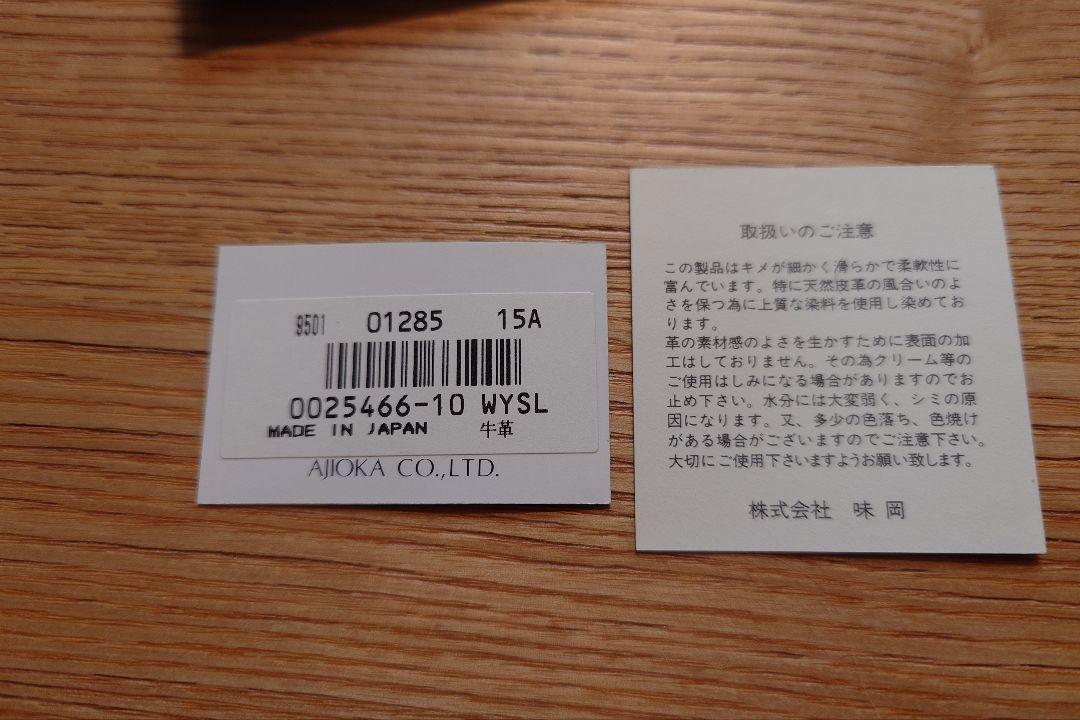 9501 01285 15A
0025466-10 WYSL
MADE IN JAPAN 牛革
AJIOKA CO.,LTD.
取扱いのご注意
この製品はキメが細かく滑らかで柔軟性に
富んでいます。特に天然皮革の風合いのよ
さを保つ為に上質な染料を使用し染めてお
ります。
革の素材感のよさを生かすために表面の加
工はしておりません。その為クリーム等の
ご使用はしみになる場合がありますのでお
止め下さい。水分には大変弱く、シミの原
因になります。又、多少の色落ち、色焼け
がある場合がございますのでご注意下さい。
大切にご使用下さいますようお願い致します。
株式会社 味岡